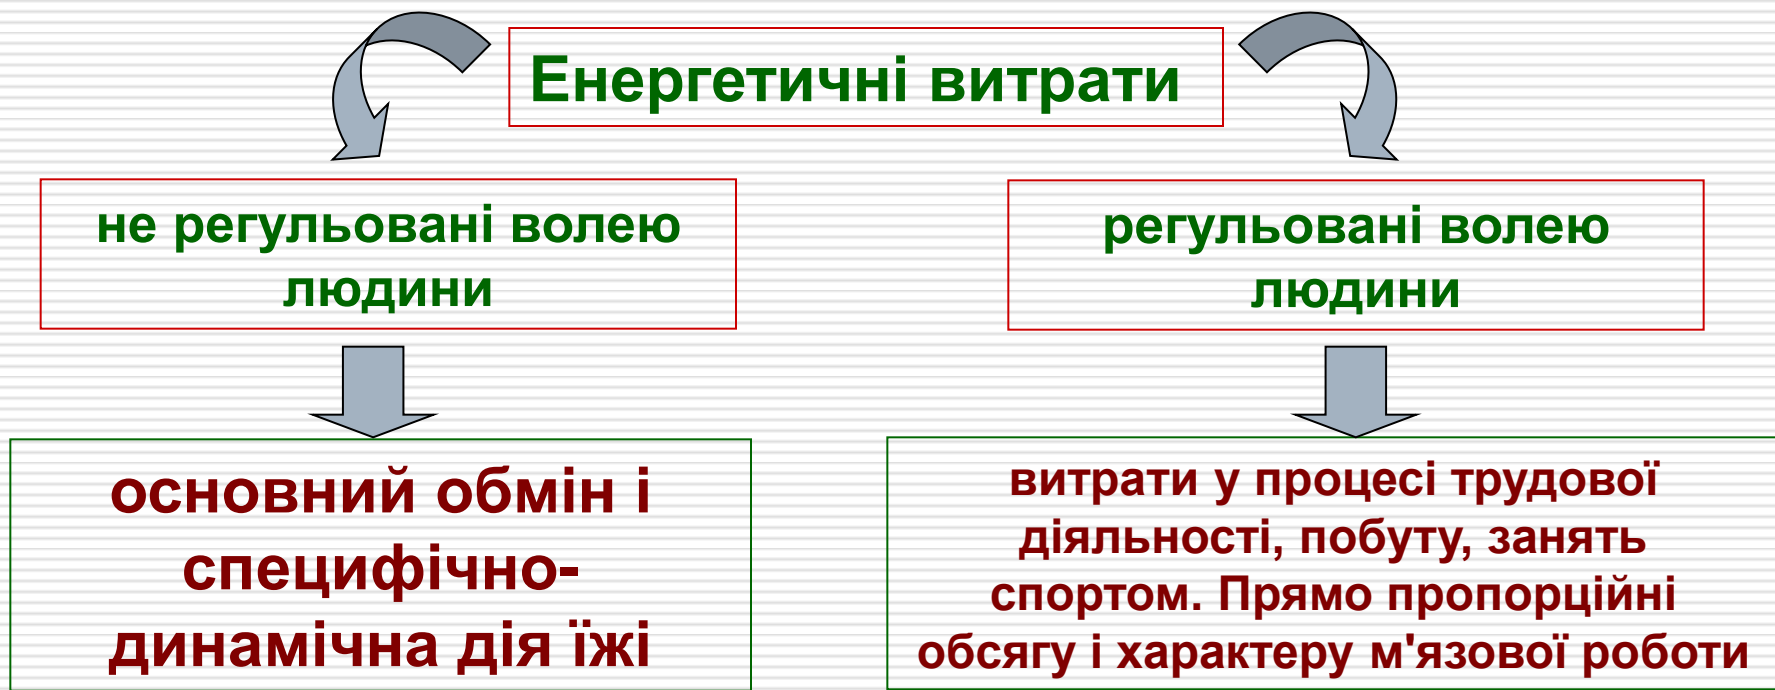 Енергетичні витрати
не регульовані волею
людини
регульовані волею
людини
основний обмін і
специфічно-
динамічна дія їжі
витрати у процесі трудової
діяльності, побуту, занять
спортом. Прямо пропорційні
обсягу і характеру м'язової роботи